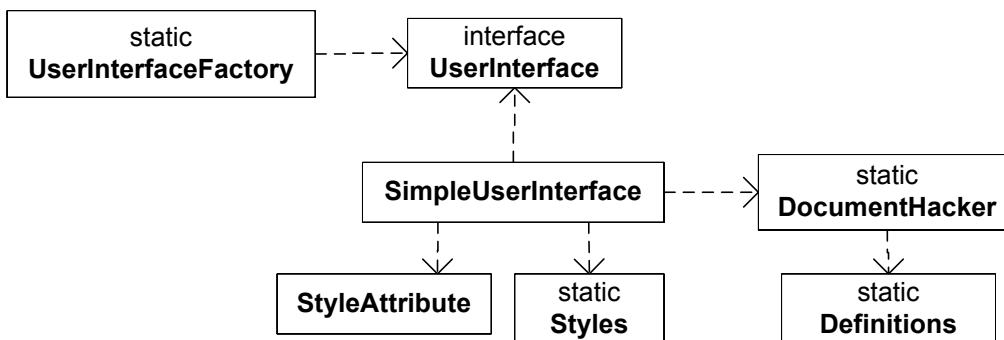 static
UserInterfaceFactory
interface
UserInterface
SimpleUserInterface
static
DocumentHacker
StyleAttribute
static
Styles
static
Definitions